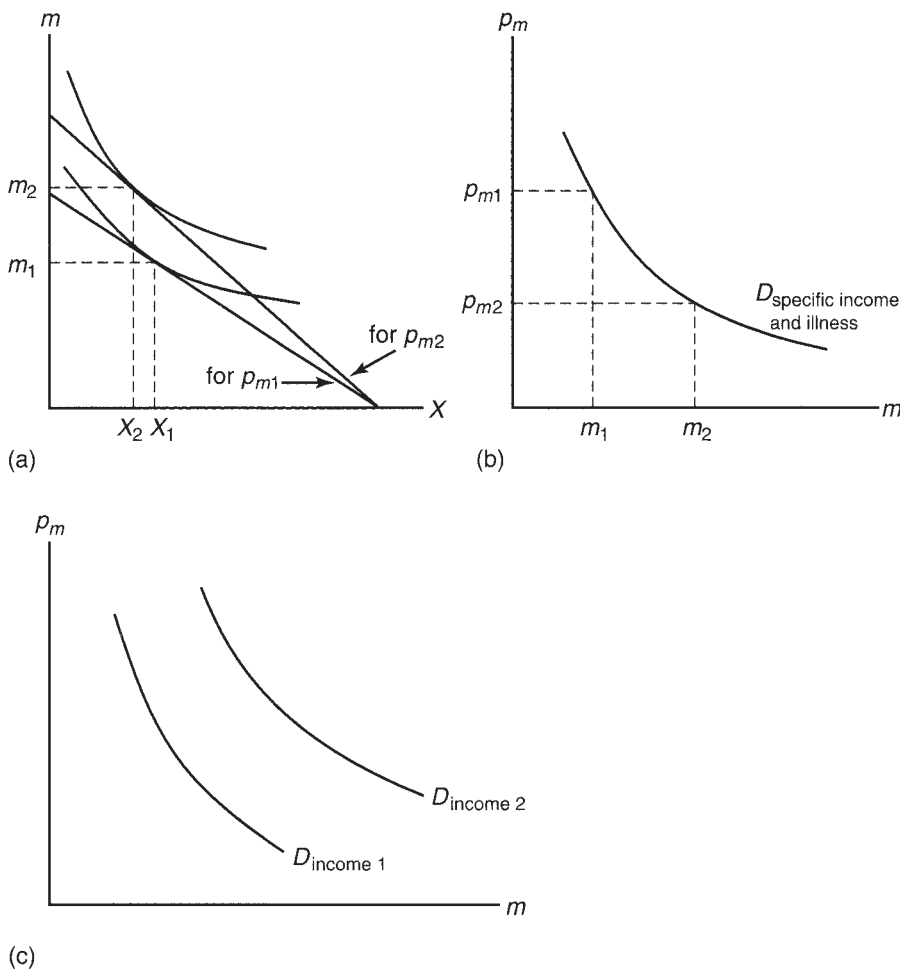 m
m2
m1
for pm2
for pm1
X
X2 X1
(a)
pm
pm1
pm2
Dspecific income
and illness
m
m1
m2
(b)
pm
Dincome 2
Dincome 1
m
(c)